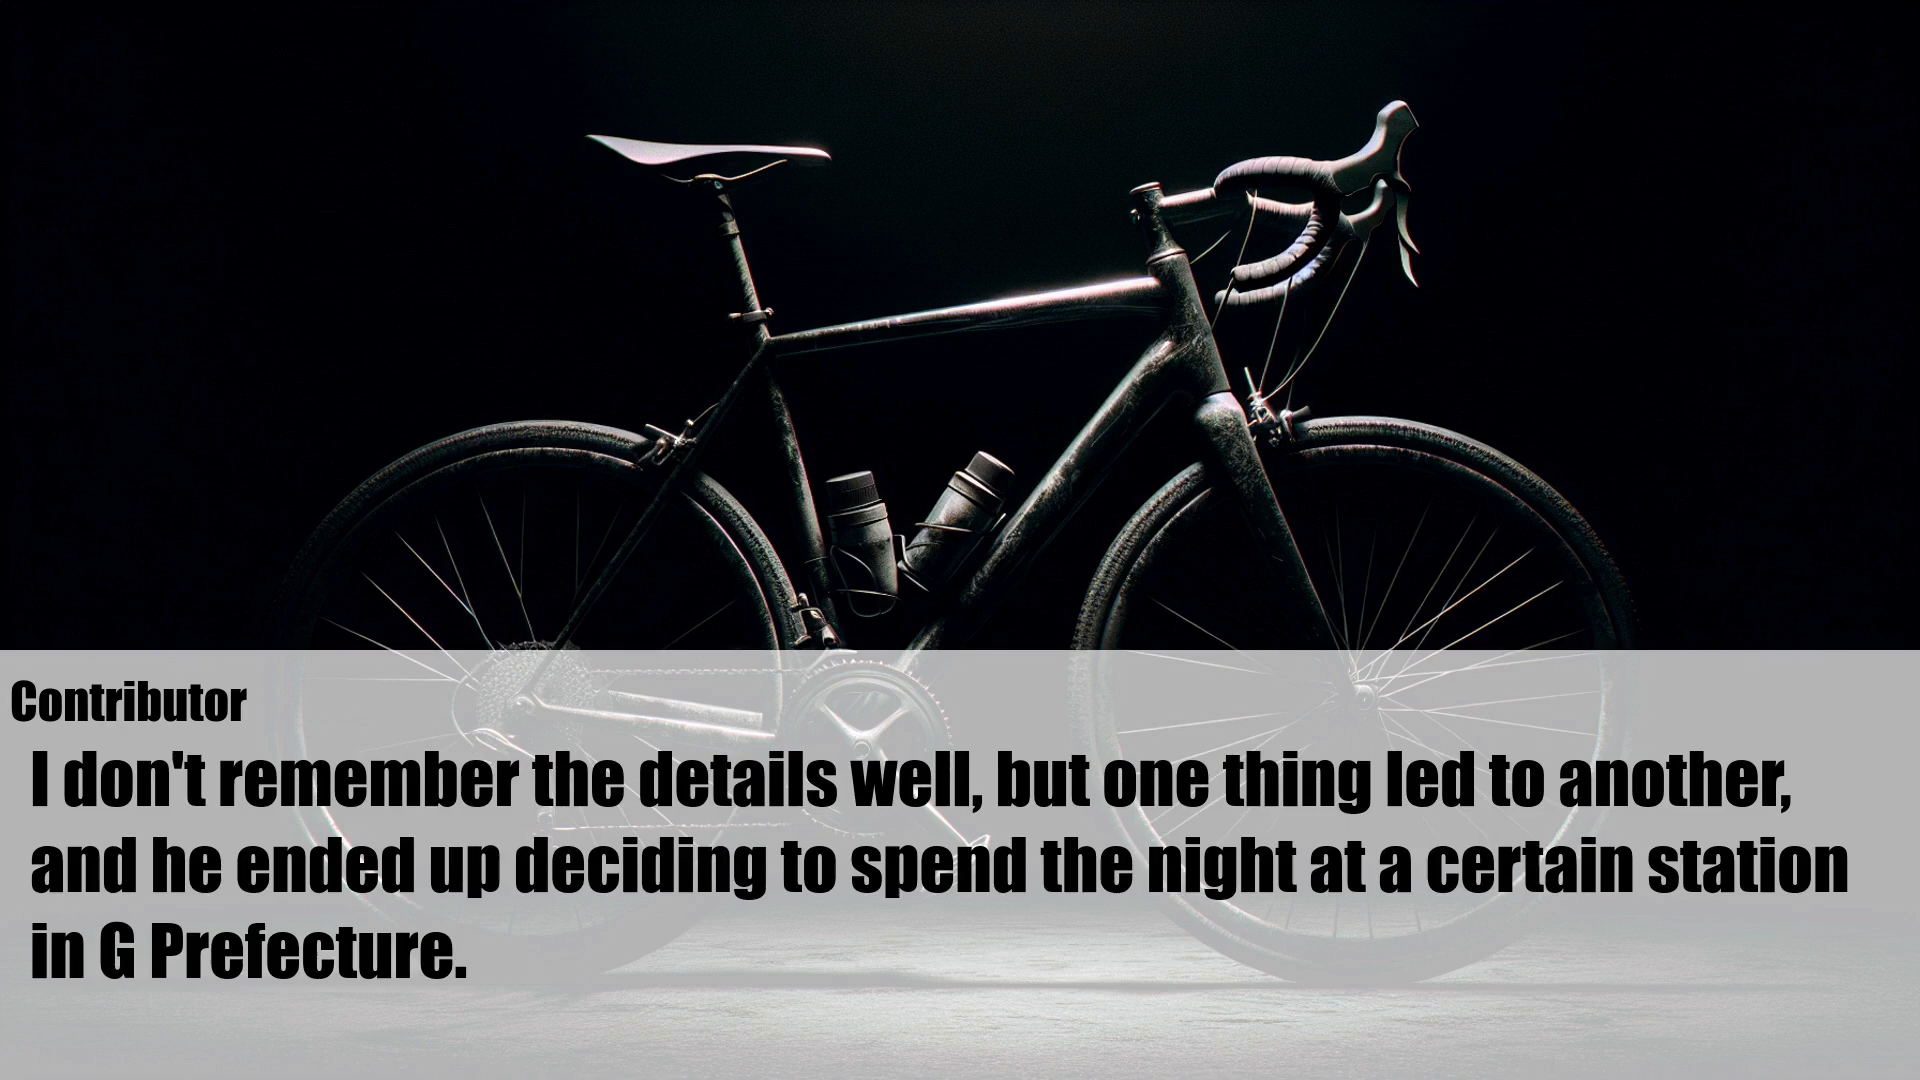 Contributor
I don't remember the details well, but one thing led to another,
and he ended up deciding to spend the night at a certain station
in G Prefecture.